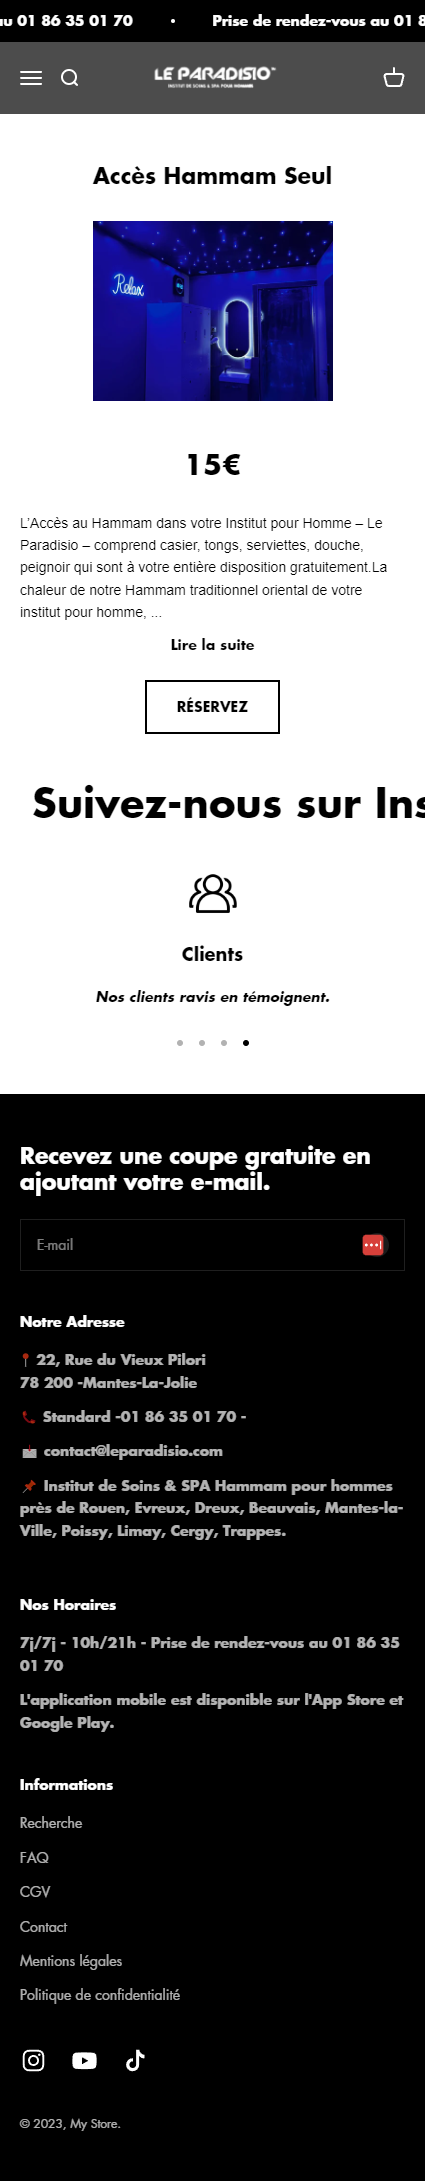 au 01 86 35 01 70 • Prise de rendez-vous au 01 8
LE PARADISIO™
INSTITUT DE SOINS & SPA POUR HOMMES
Accès Hammam Seul
Relax
15€
L'Accès au Hammam dans votre Institut pour Homme – Le
Paradisio – comprend casier, tongs, serviettes, douche,
peignoir qui sont à votre entière disposition gratuitement.La
chaleur de notre Hammam traditionnel oriental de votre
institut pour homme, ...
Lire la suite
RÉSERVEZ
Suivez-nous sur Ins
Clients
Nos clients ravis en témoignent.
Recevez une coupe gratuite en
ajoutant votre e-mail.
E-mail
Notre Adresse
📍 22, Rue du Vieux Pilori
78 200 -Mantes-La-Jolie
📞 Standard -01 86 35 01 70 -
📩 contact@leparadisio.com
📌 Institut de Soins & SPA Hammam pour hommes
près de Rouen, Evreux, Dreux, Beauvais, Mantes-la-
Ville, Poissy, Limay, Cergy, Trappes.
Nos Horaires
7j/7j - 10h/21h - Prise de rendez-vous au 01 86 35
01 70
L'application mobile est disponible sur l'App Store et
Google Play.
Informations
Recherche
FAQ
CGV
Contact
Mentions légales
Politique de confidentialité
© 2023, My Store.